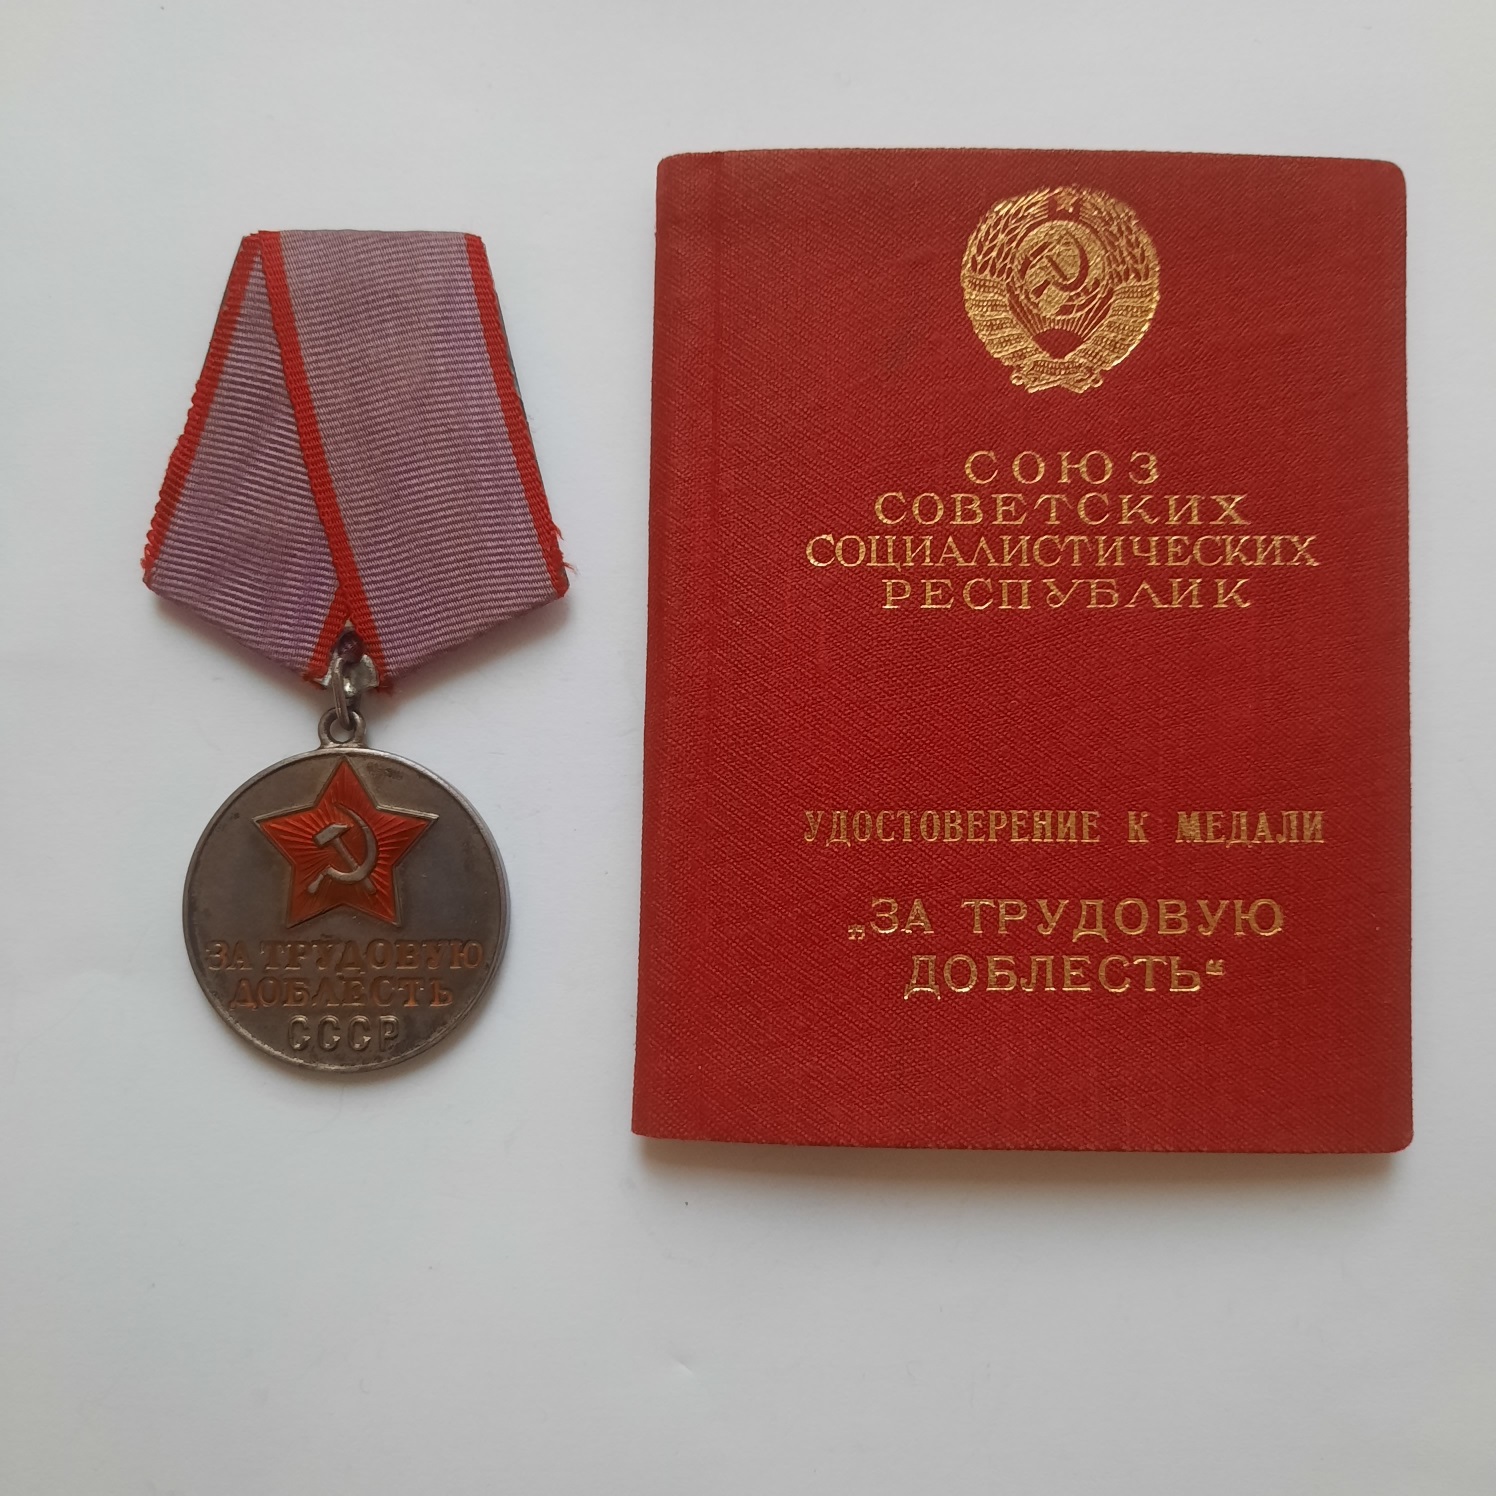 ЗА ТРУДОВУЮ
ДОБЛЕСТЬ
СССР
СОЮЗ
СОВЕТСКИХ
СОЦИАЛИСТИЧЕСКИХ
РЕСПУБЛИК
УДОСТОВЕРЕНИЕ К МЕДАЛИ
„ЗА ТРУДОВУЮ
ДОБЛЕСТЬ“